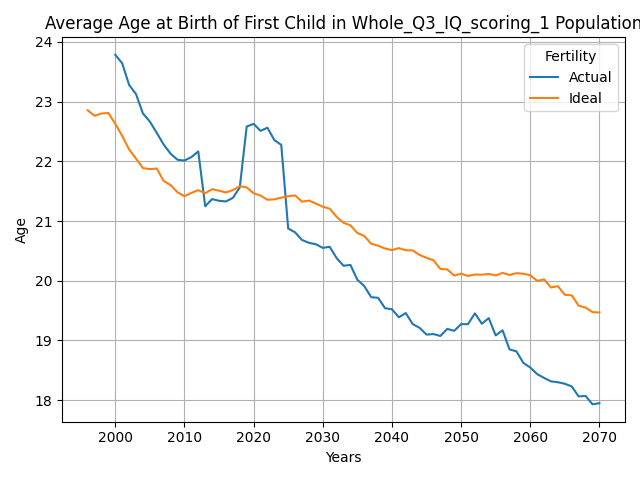 Average Age at Birth of First Child in Whole_Q3_IQ_scoring_1 Population
Fertility
Actual
Ideal
24
23
22
21
20
19
18
Age
2000 2010 2020 2030 2040 2050 2060 2070
Years